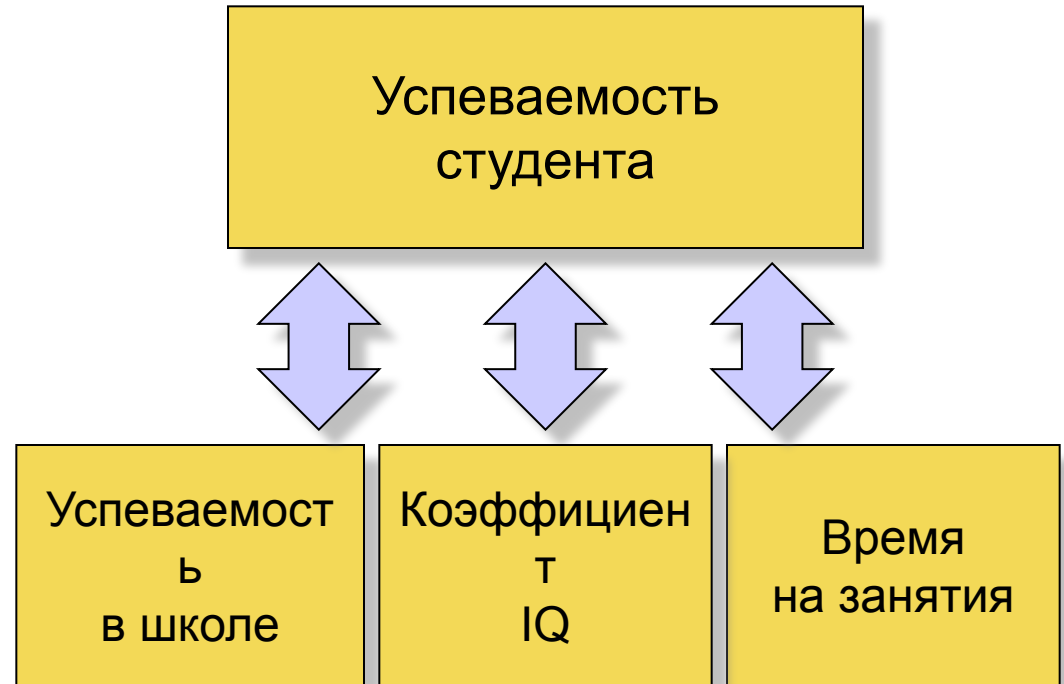 Успеваемость
студента
Успеваемост
ь
в школе
Коэффициен
т
IQ
Время
на занятия